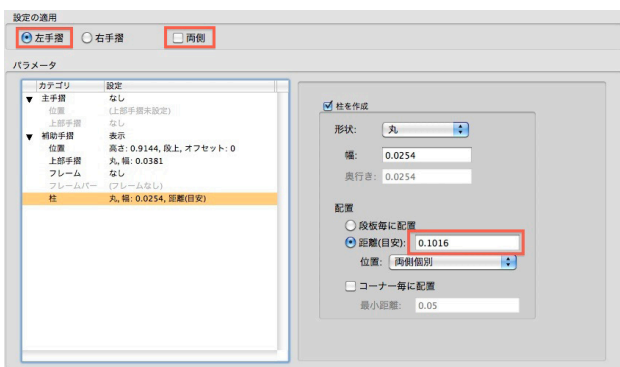 設定の適用
左手摺 右手摺 両側
パラメータ
カテゴリ 設定
主手摺 なし
位置 (上部手摺未設定)
上部手摺 なし
補助手摺 表示
位置 高さ: 0.9144, 段上, オフセット: 0
上部手摺 丸, 幅: 0.0381
フレーム なし
フレームバー (フレームなし)
柱 丸, 幅: 0.0254, 距離(目安)
柱を作成
形状: 丸
幅: 0.0254
奥行き: 0.0254
配置
段板毎に配置
距離(目安): 0.1016
位置: 両側個別
コーナー毎に配置
最小距離: 0.05